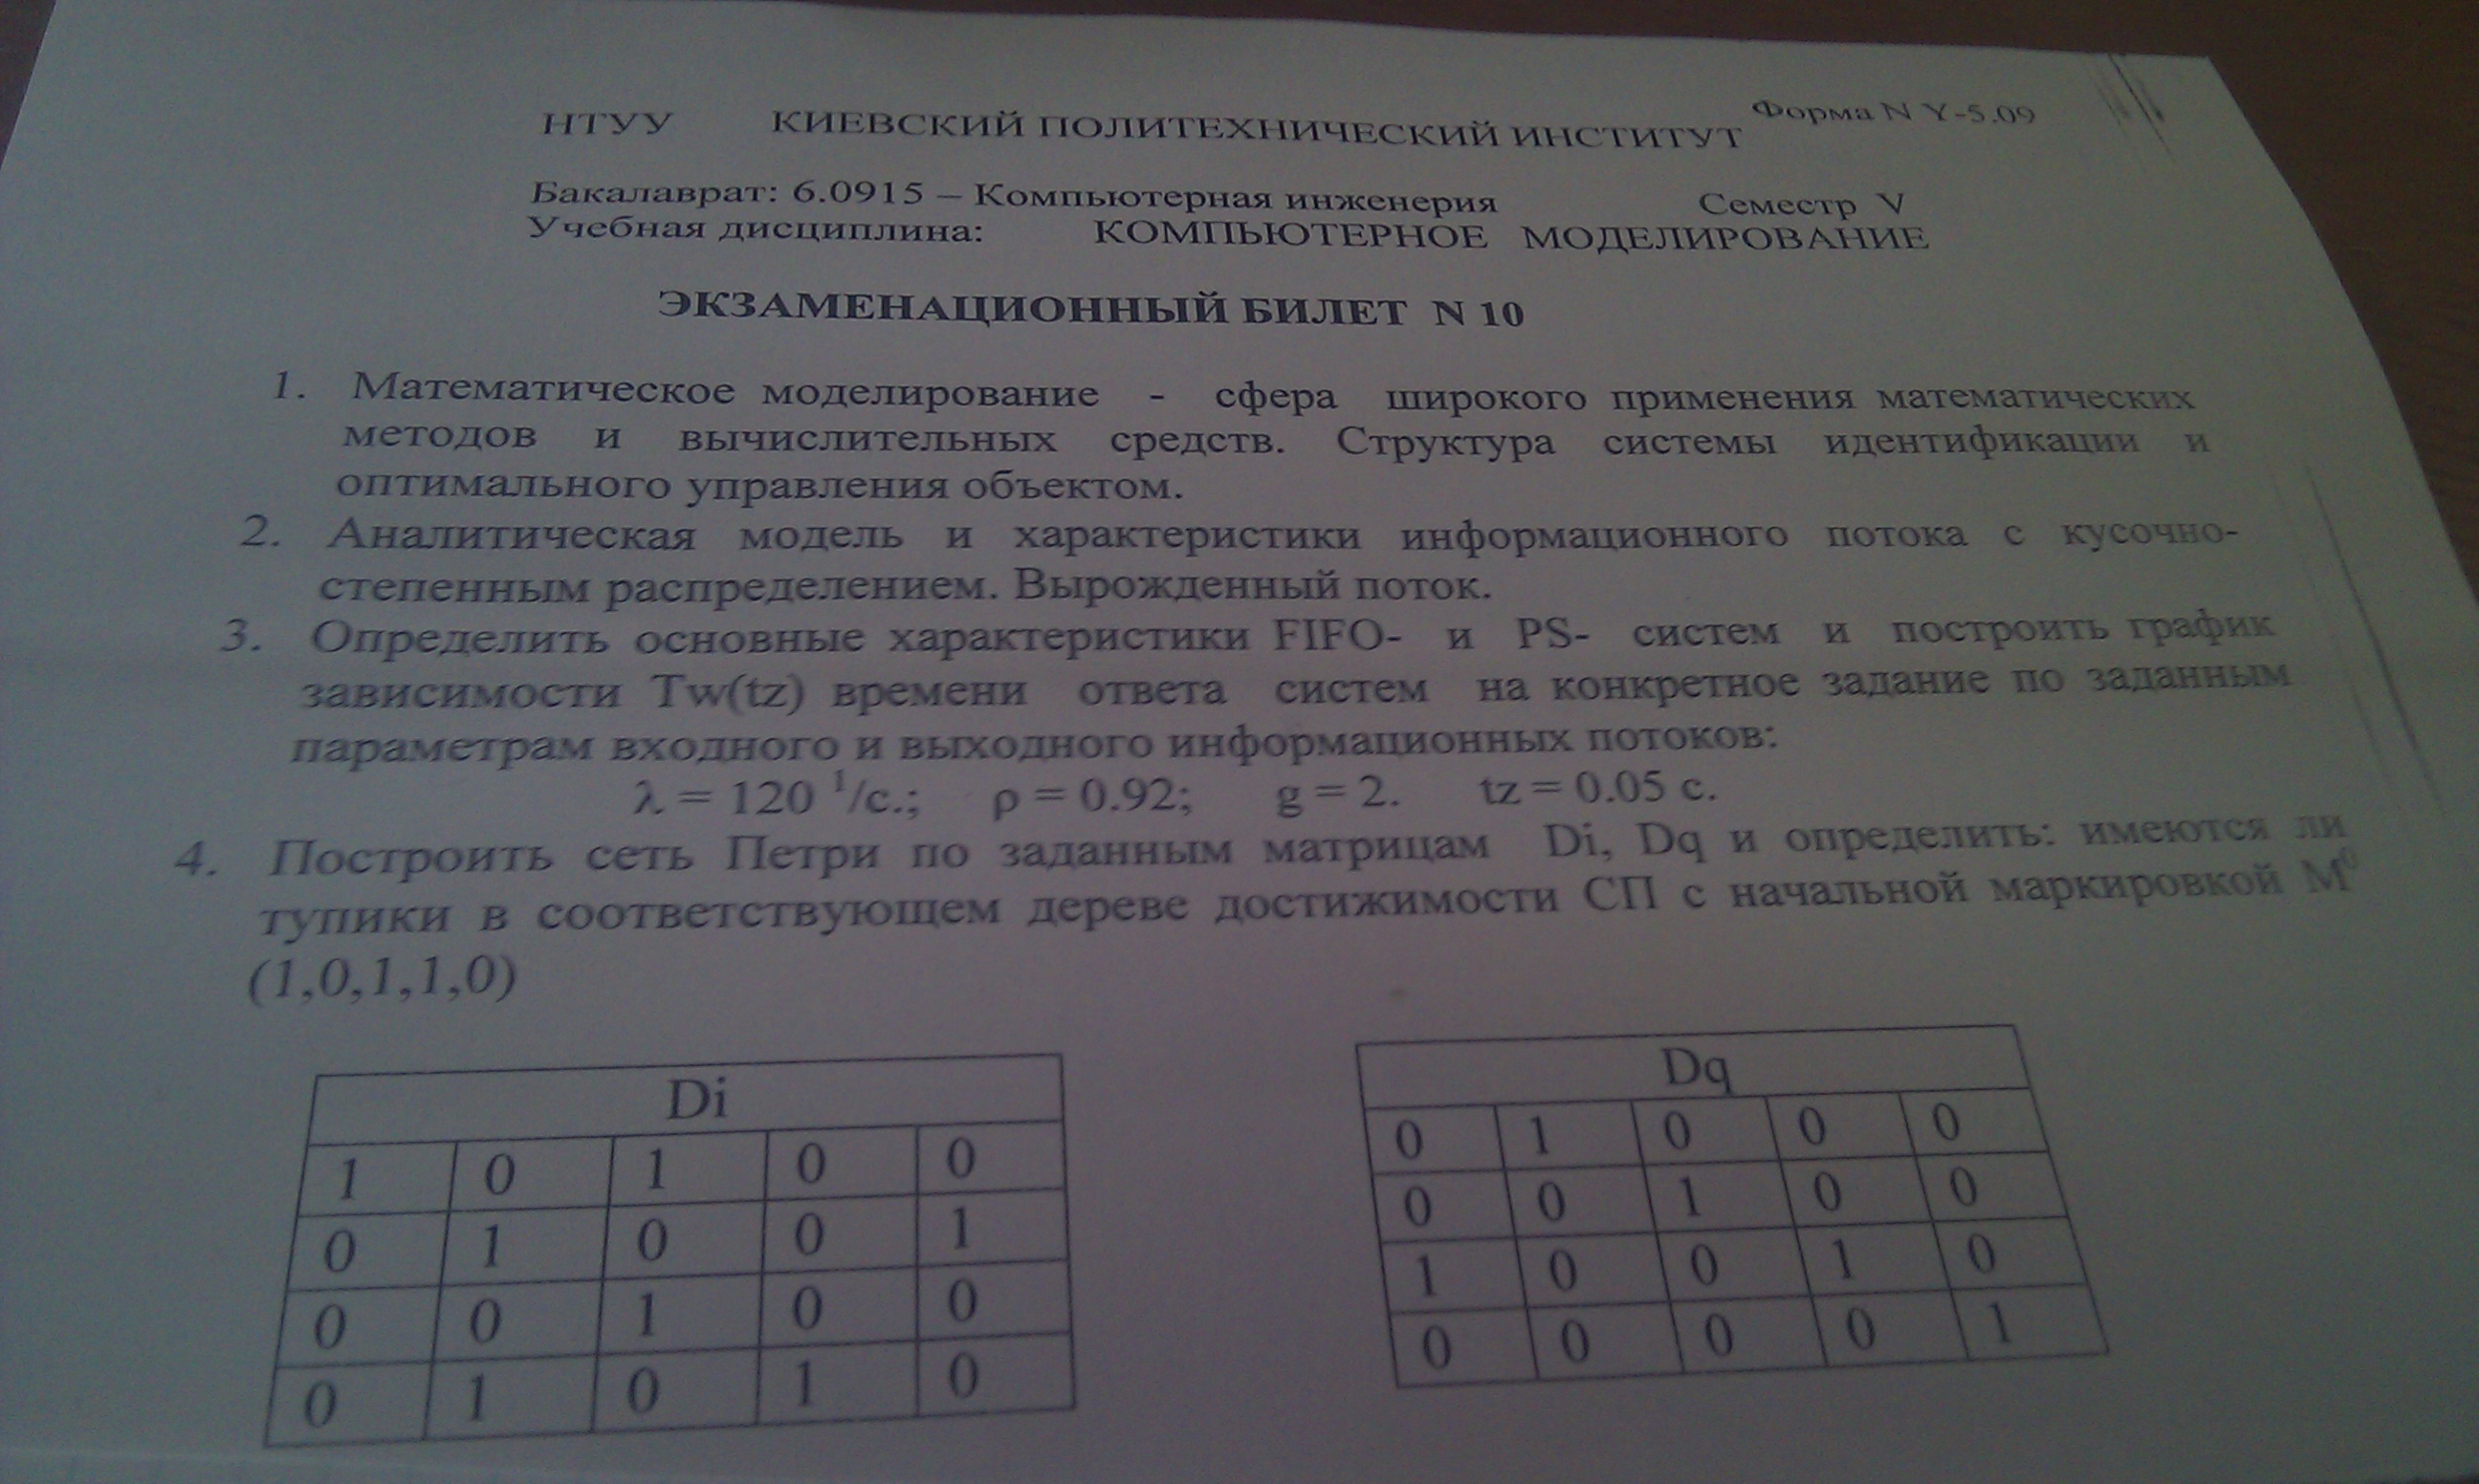 Форма N Y-5.09
НТУУ КИЕВСКИЙ ПОЛИТЕХНИЧЕСКИЙ ИНСТИТУТ
Бакалаврат: 6.0915 – Компьютерная инженерия Семестр V
Учебная дисциплина: КОМПЬЮТЕРНОЕ МОДЕЛИРОВАНИЕ
ЭКЗАМЕНАЦИОННЫЙ БИЛЕТ N 10
1. Математическое моделирование - сфера широкого применения математических
методов и вычислительных средств. Структура системы идентификации и
оптимального управления объектом.
2. Аналитическая модель и характеристики информационного потока с кусочно-
степенным распределением. Вырожденный поток.
3. Определить основные характеристики FIFO- и PS- систем и построить график
зависимости Tw(tz) времени ответа систем на конкретное задание по заданным
параметрам входного и выходного информационных потоков:
λ = 120 ¹/с.; ρ = 0.92; g = 2. tz = 0.05 с.
4. Построить сеть Петри по заданным матрицам Di, Dq и определить: имеются ли
тупики в соответствующем дереве достижимости СП с начальной маркировкой M⁰
(1,0,1,1,0)
Di
1 0 1 0 0
0 1 0 0 1
0 0 1 0 0
0 1 0 1 0
Dq
0 1 0 0 0
0 0 1 0 0
1 0 0 1 0
0 0 0 0 1